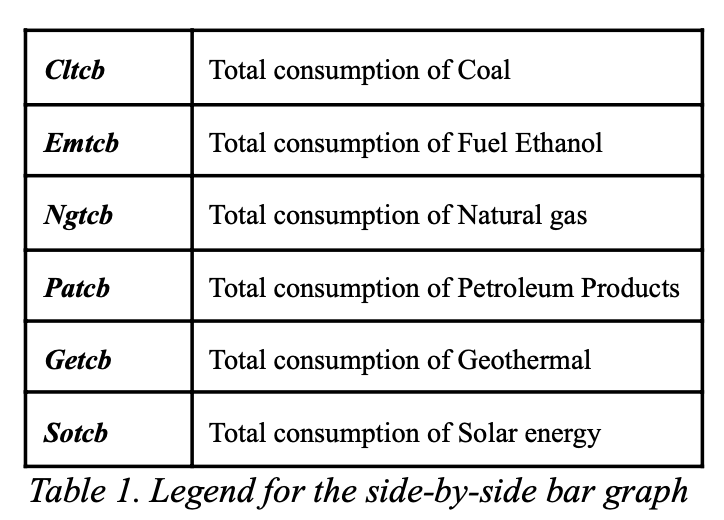 Cltcb Total consumption of Coal
Emtcb Total consumption of Fuel Ethanol
Ngtcb Total consumption of Natural gas
Patcb Total consumption of Petroleum Products
Getcb Total consumption of Geothermal
Sotcb Total consumption of Solar energy
Table 1. Legend for the side-by-side bar graph